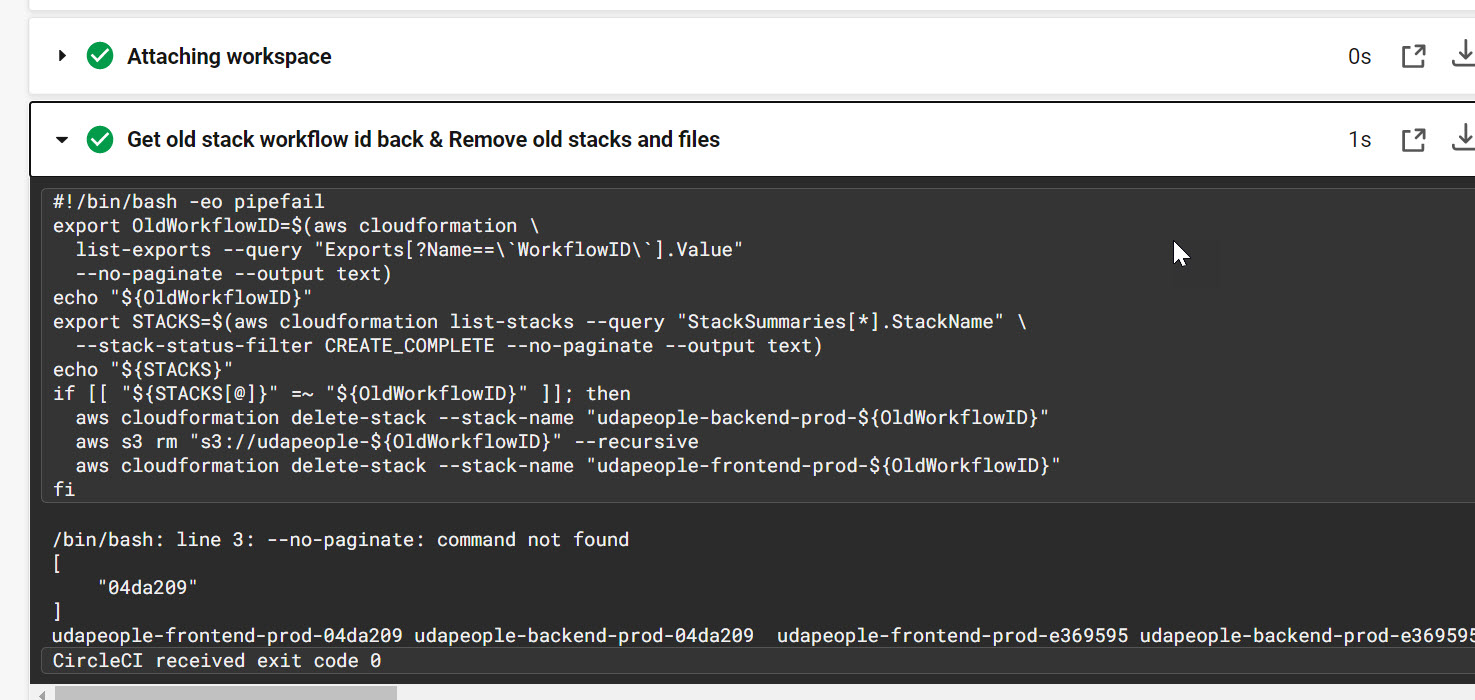 Attaching workspace
0s
Get old stack workflow id back & Remove old stacks and files
1s
#!/bin/bash -eo pipefail
export OldWorkflowID=$(aws cloudformation \
  list-exports --query "Exports[?Name==\`WorkflowID\`].Value"
  --no-paginate --output text)
echo "${OldWorkflowID}"
export STACKS=$(aws cloudformation list-stacks --query "StackSummaries[*].StackName" \
  --stack-status-filter CREATE_COMPLETE --no-paginate --output text)
echo "${STACKS}"
if [[ "${STACKS[@]}" =~ "${OldWorkflowID}" ]]; then
  aws cloudformation delete-stack --stack-name "udapeople-backend-prod-${OldWorkflowID}"
  aws s3 rm "s3://udapeople-${OldWorkflowID}" --recursive
  aws cloudformation delete-stack --stack-name "udapeople-frontend-prod-${OldWorkflowID}"
fi
/bin/bash: line 3: --no-paginate: command not found
[
    "04da209"
]
udapeople-frontend-prod-04da209 udapeople-backend-prod-04da209  udapeople-frontend-prod-e369595 udapeople-backend-prod-e369595
CircleCI received exit code 0